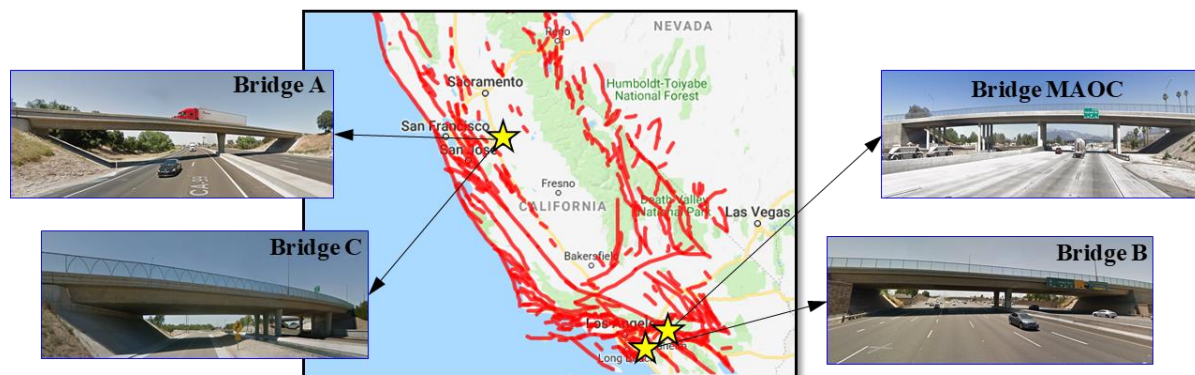 Bridge A
Bridge C
NEVADA
Reno
Humboldt-Toiyabe
National Forest
Sacramento
San Francisco
San Jose
Fresno
CALIFORNIA
Death Valley
National Park
Las Vegas
Bakersfield
Los Angeles
Long Beach
Bridge MAOC
Bridge B